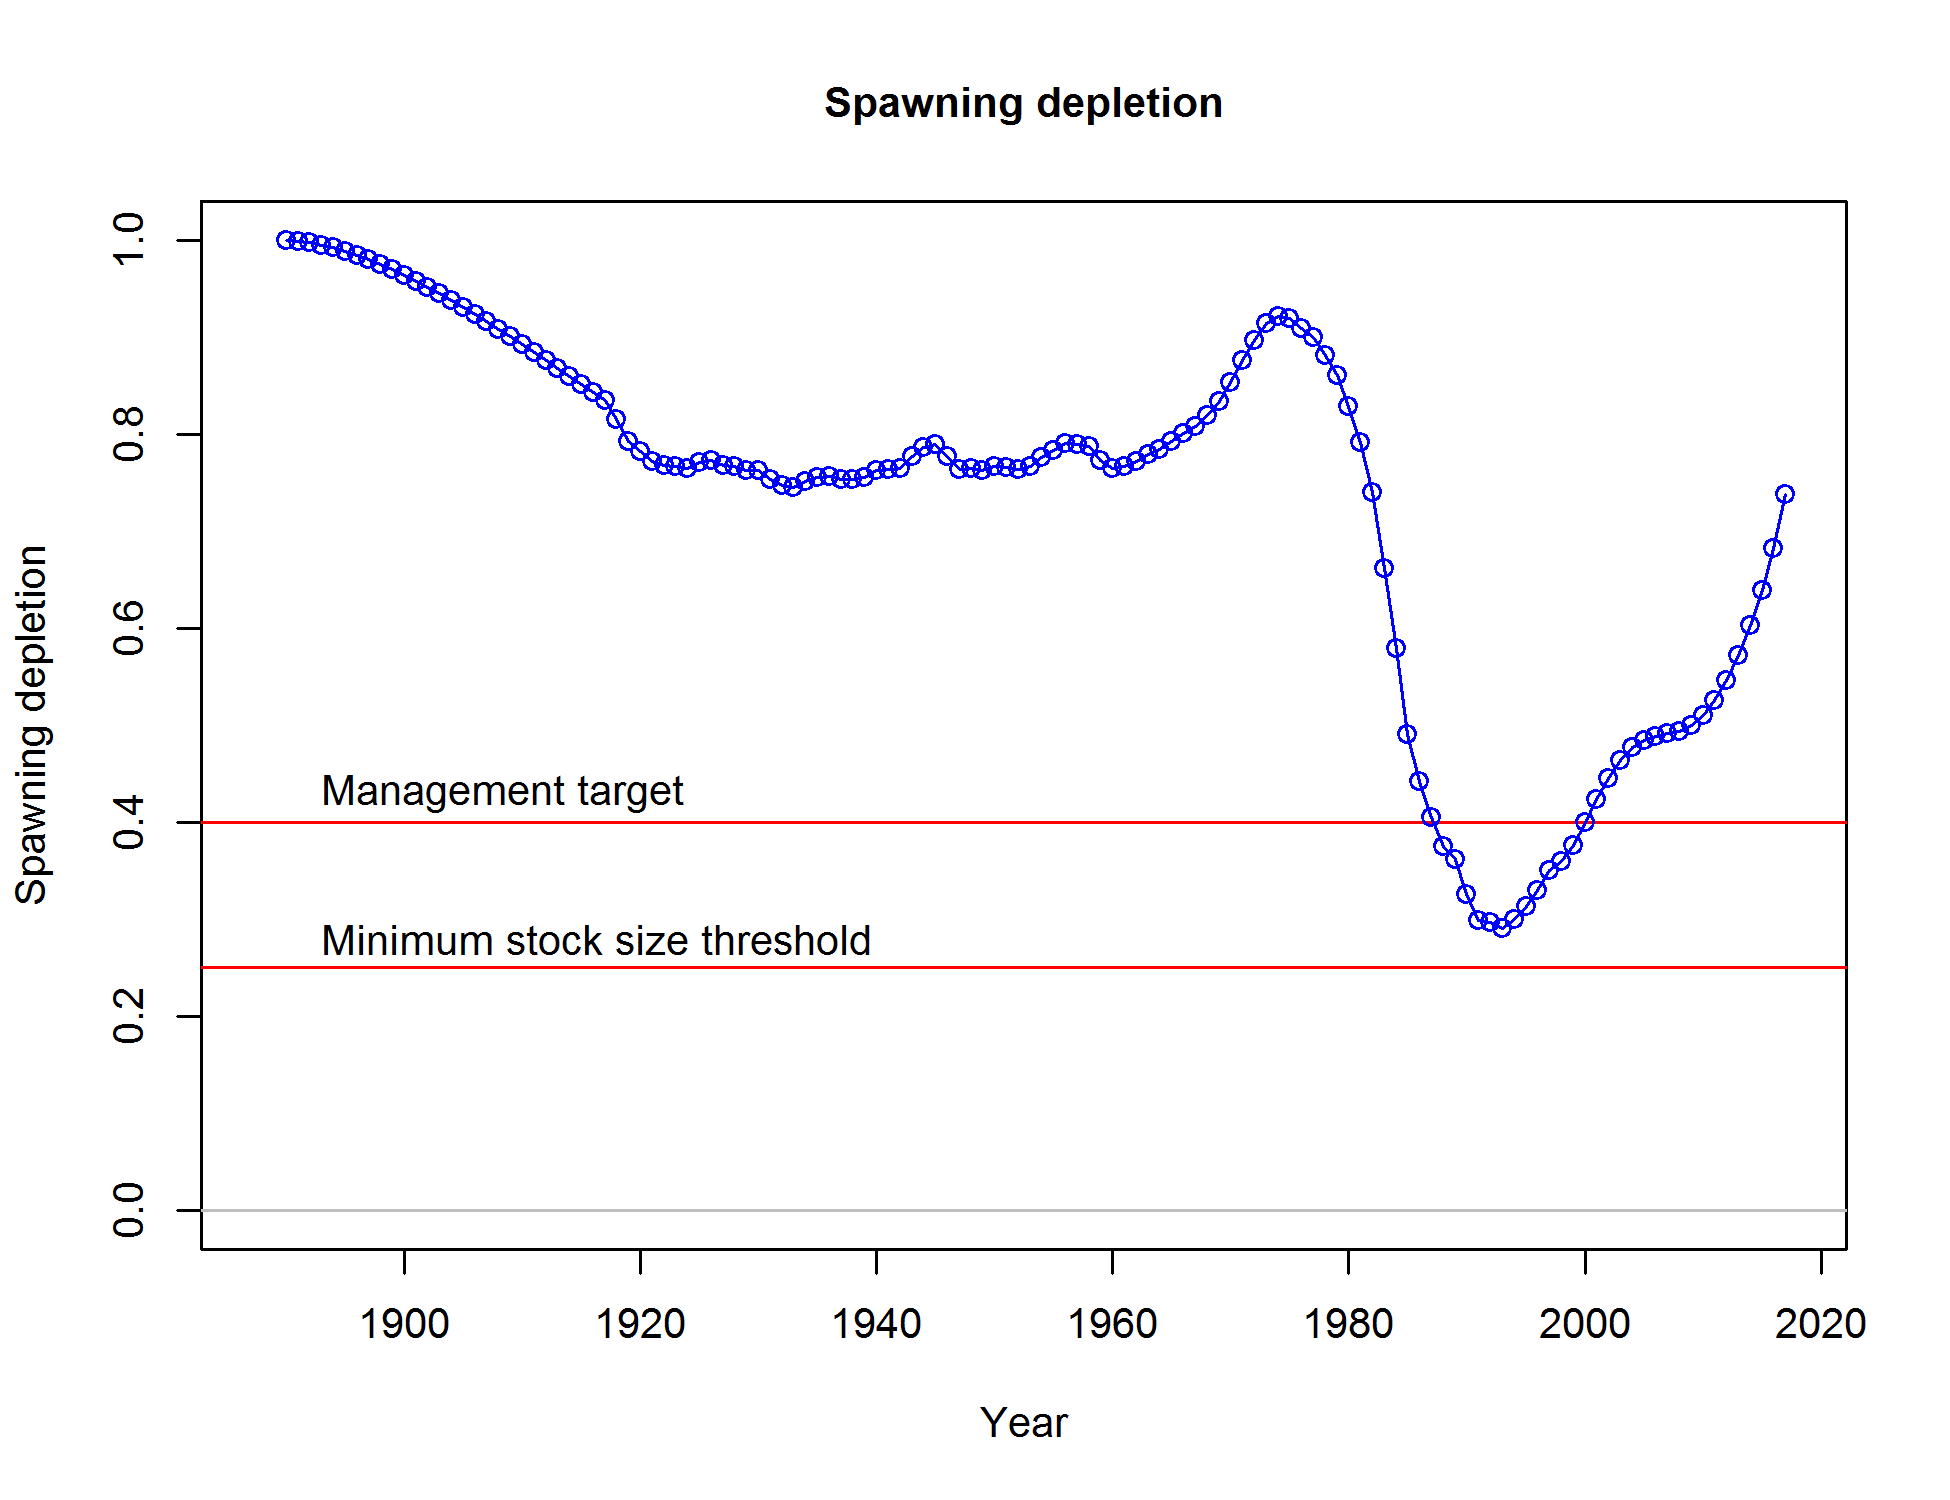 Spawning depletion
Spawning depletion
1.0
0.8
0.6
0.4
0.2
0.0
Management target
Minimum stock size threshold
1900 1920 1940 1960 1980 2000 2020
Year